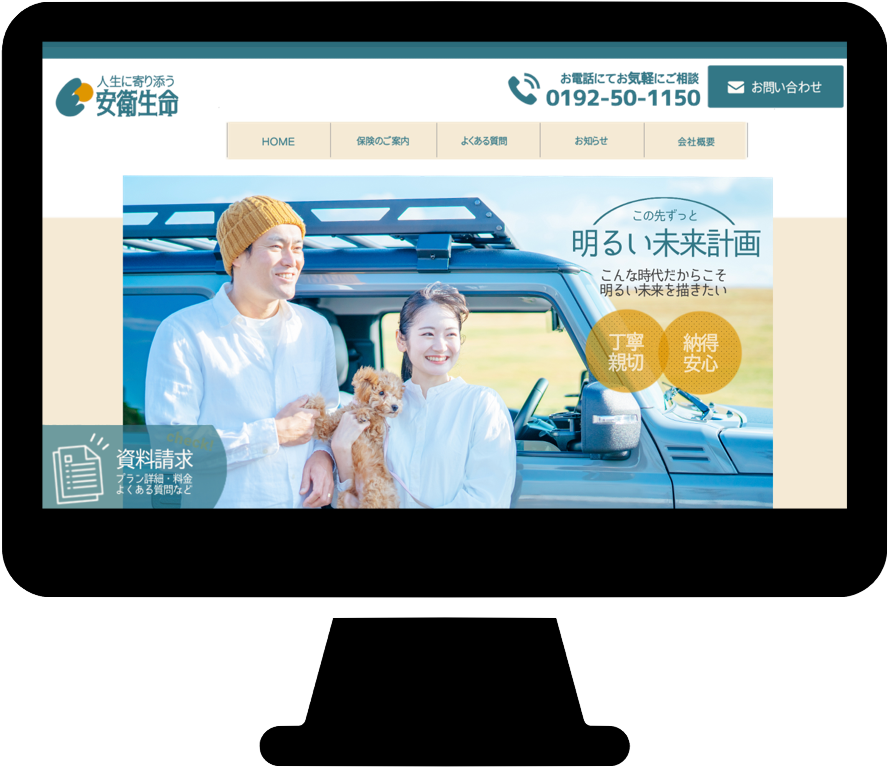 人生に寄り添う
安衛生命
お電話にてお気軽にご相談
0192-50-1150
お問い合わせ
HOME
保険のご案内
よくある質問
お知らせ
会社概要
この先ずっと
明るい未来計画
こんな時代だからこそ
明るい未来を描きたい
丁寧
親切
納得
安心
資料請求
プラン詳細・料金
よくある質問など